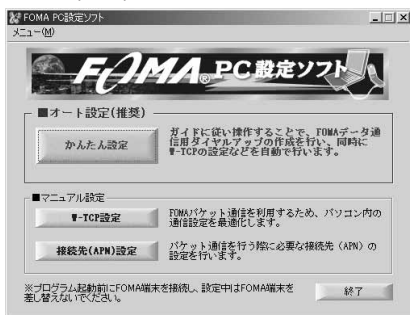 FOMA PC設定ソフト
メニュー(M)
FOMA® PC設定ソフト
■オート設定(推奨)
かんたん設定
ガイドに従い操作することで、FOMAデータ通
信用ダイヤルアップの作成を行い、同時に
W-TCPの設定などを自動で行います。
■マニュアル設定
W-TCP設定
FOMAパケット通信を利用するため、パソコン内の
通信設定を最適化します。
接続先(APN)設定
パケット通信を行う際に必要な接続先（APN）の
設定を行います。
※プログラム起動前にFOMA端末を接続し、設定中はFOMA端末を
差し替えないでください。
終了